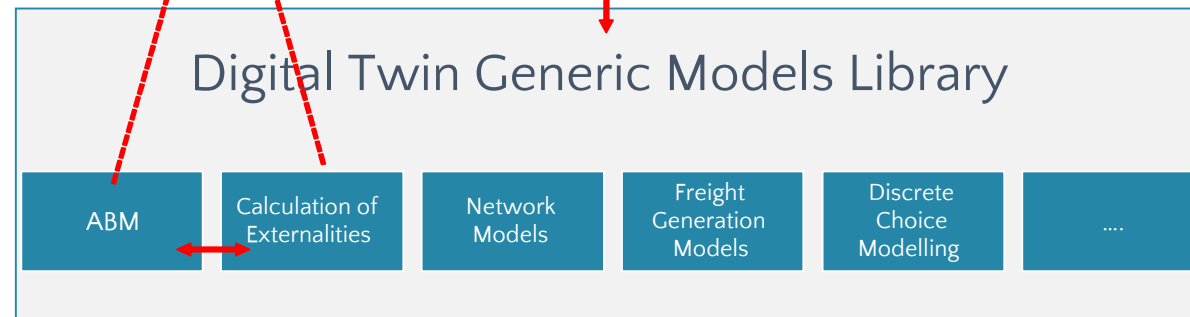 Digital Twin Generic Models Library
ABM
Calculation of
Externalities
Network
Models
Freight
Generation
Models
Discrete
Choice
Modelling
....